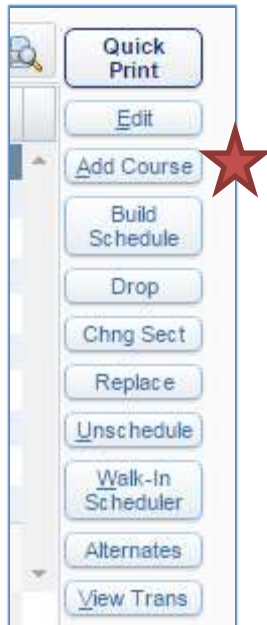 Quick
Print
Edit
Add Course
Build
Schedule
Drop
Chng Sect
Replace
Unschedule
Walk-In
Scheduler
Alternates
View Trans